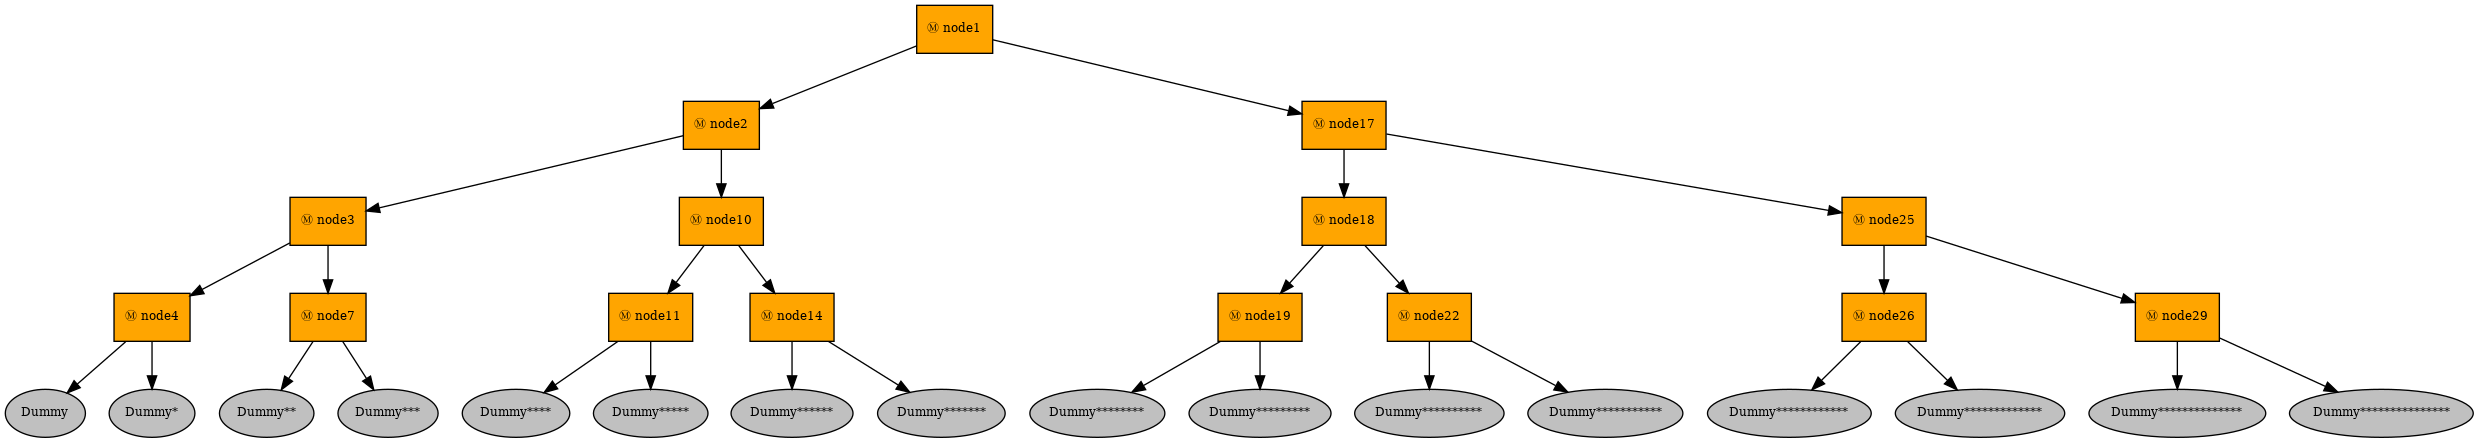 Ⓜ node1
Ⓜ node2
Ⓜ node17
Ⓜ node3
Ⓜ node10
Ⓜ node18
Ⓜ node25
Ⓜ node4
Ⓜ node7
Ⓜ node11
Ⓜ node14
Ⓜ node19
Ⓜ node22
Ⓜ node26
Ⓜ node29
Dummy
Dummy*
Dummy**
Dummy***
Dummy****
Dummy*****
Dummy******
Dummy*******
Dummy********
Dummy*********
Dummy**********
Dummy***********
Dummy************
Dummy*************
Dummy**************
Dummy***************